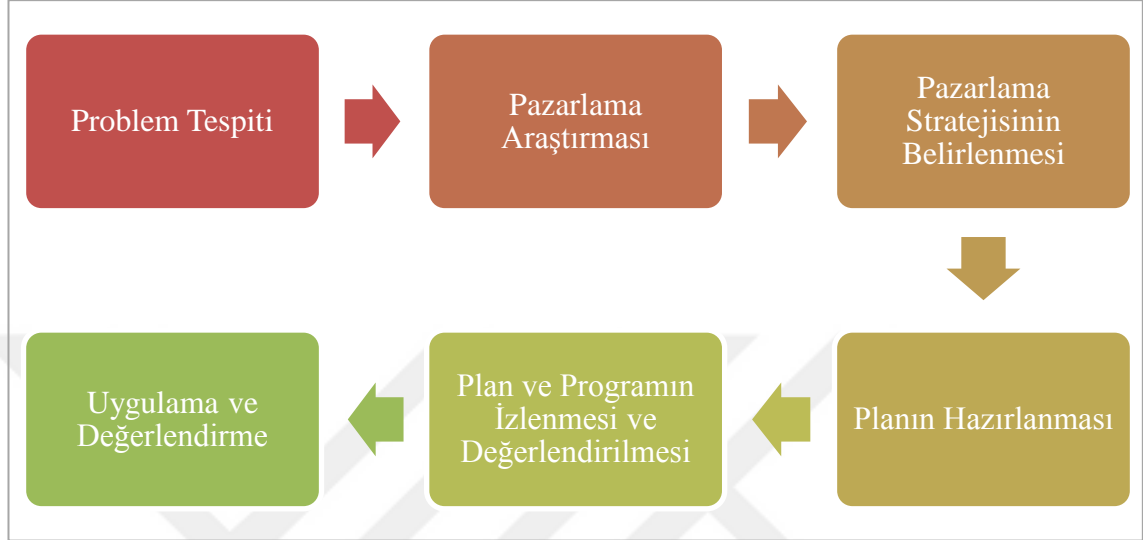 Problem Tespiti
Pazarlama
Araştırması
Pazarlama
Stratejisinin
Belirlenmesi
Planın Hazırlanması
Plan ve Programın
İzlenmesi ve
Değerlendirilmesi
Uygulama ve
Değerlendirme